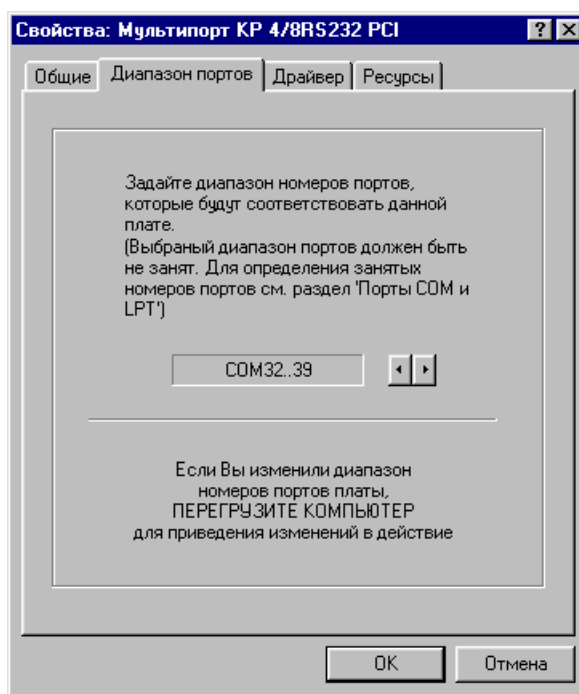 Свойства: Мультипорт КР 4/8RS232 PCI
Общие
Диапазон портов
Драйвер
Ресурсы
Задайте диапазон номеров портов,
которые будут соответствовать данной
плате.
(Выбраный диапазон портов должен быть
не занят. Для определения занятых
номеров портов см. раздел 'Порты COM и
LPT')
COM32..39
Если Вы изменили диапазон
номеров портов платы,
ПЕРЕГРУЗИТЕ КОМПЬЮТЕР
для приведения изменений в действие
OK
Отмена